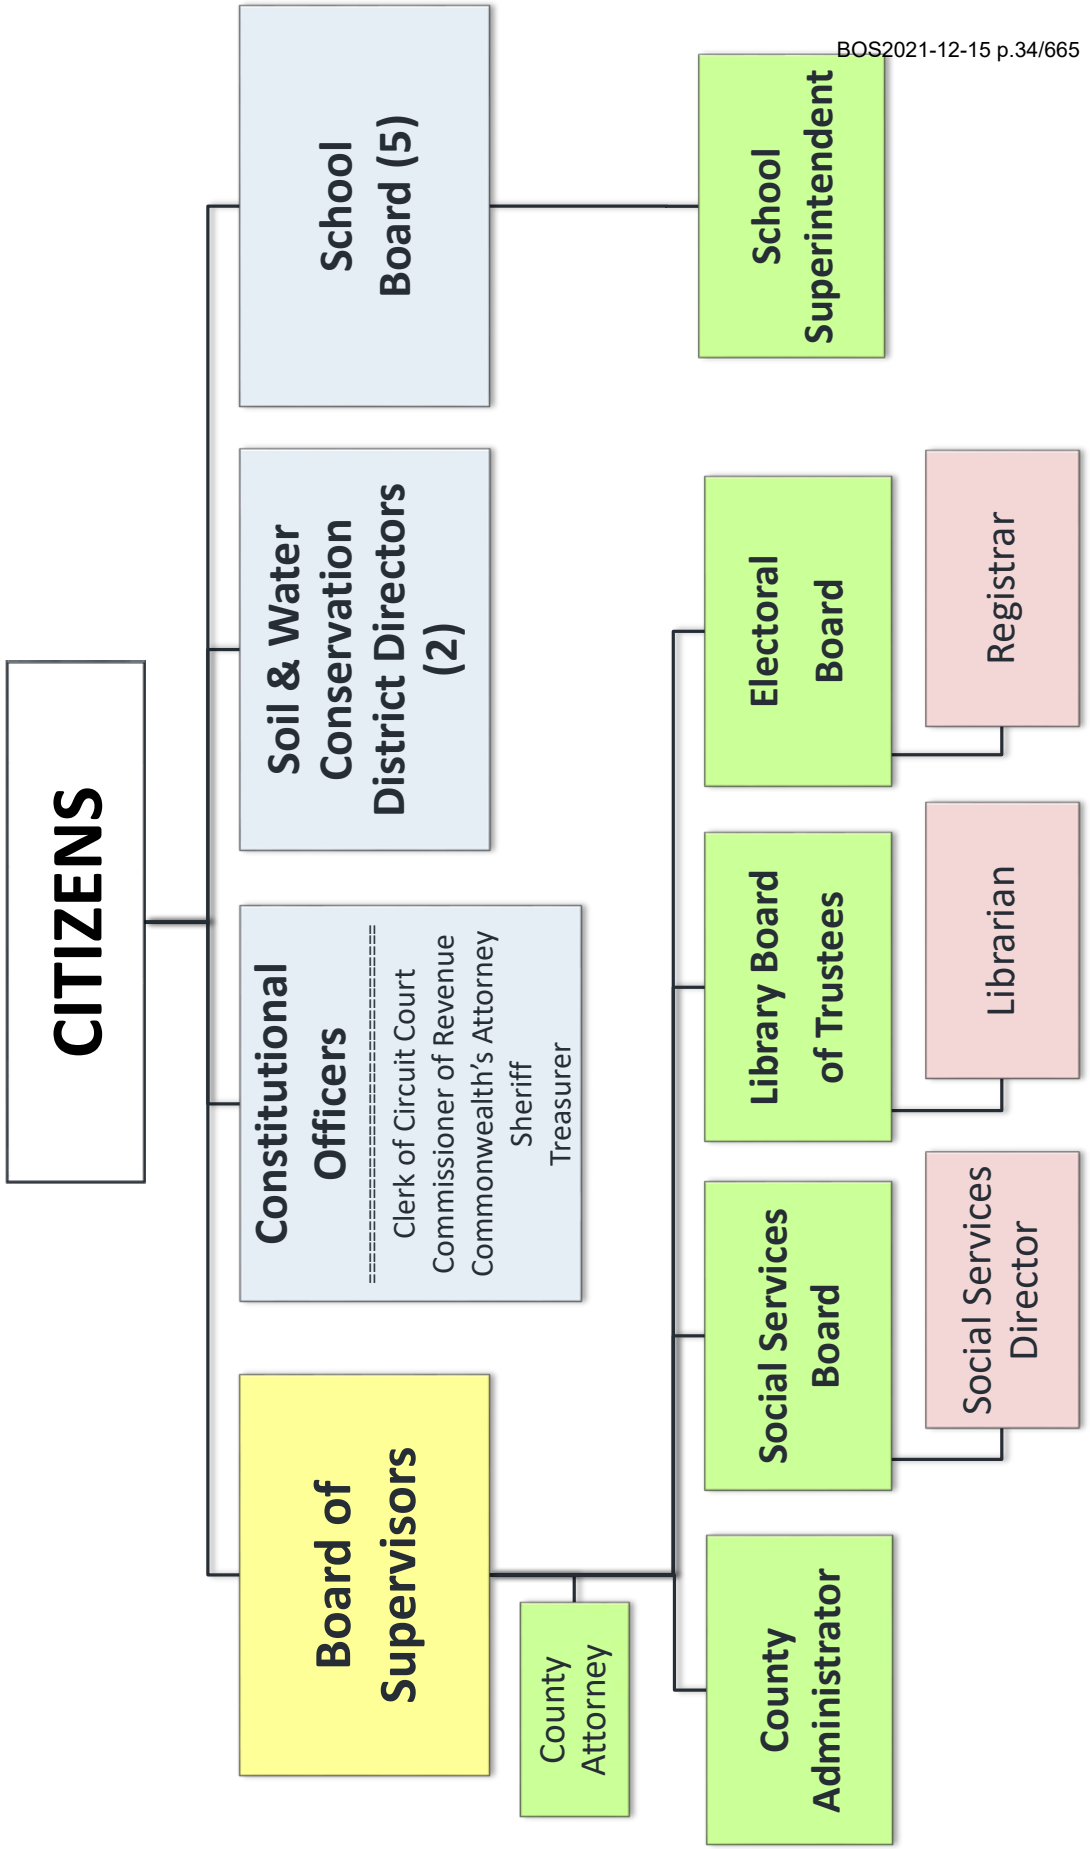 BOS2021-12-15 p.34/665
CITIZENS
Board of
Supervisors
Constitutional
Officers
================================
Clerk of Circuit Court
Commissioner of Revenue
Commonwealth's Attorney
Sheriff
Treasurer
Soil & Water
Conservation
District Directors
(2)
School
Board (5)
County
Attorney
County
Administrator
Social Services
Board
Library Board
of Trustees
Electoral
Board
School
Superintendent
Social Services
Director
Librarian
Registrar